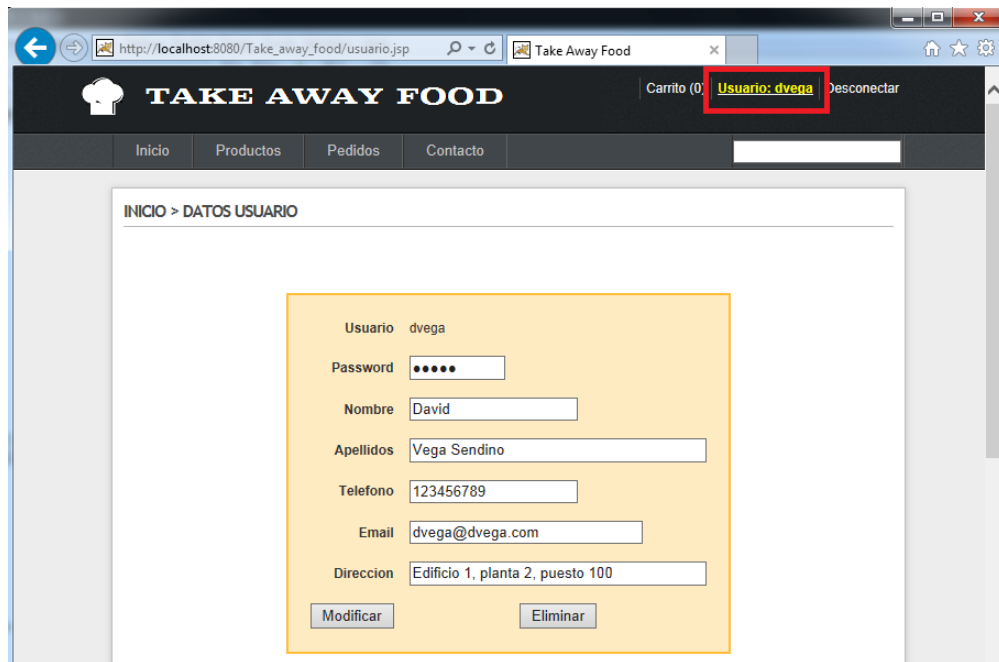 http://localhost:8080/Take_away_food/usuario.jsp
Take Away Food
TAKE AWAY FOOD
Carrito (0) Usuario: dvega Desconectar
Inicio Productos Pedidos Contacto
INICIO > DATOS USUARIO
Usuario dvega
Password •••••
Nombre David
Apellidos Vega Sendino
Telefono 123456789
Email dvega@dvega.com
Direccion Edificio 1, planta 2, puesto 100
Modificar Eliminar